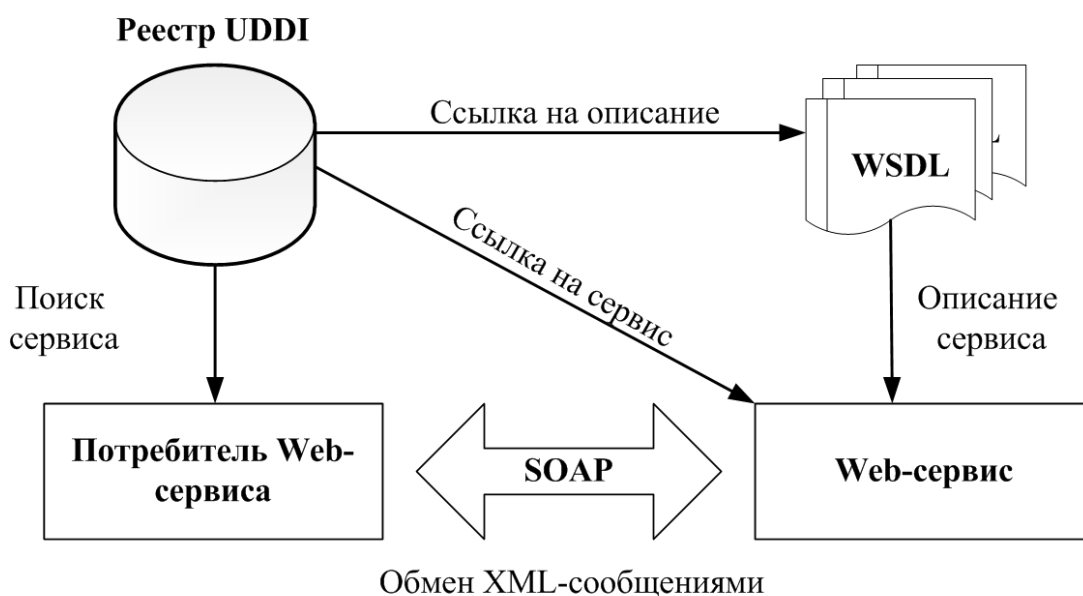 Реестр UDDI
Ссылка на описание
WSDL
Ссылка на сервис
Поиск
сервиса
Описание
сервиса
Потребитель Web-
сервиса
SOAP
Web-сервис
Обмен XML-сообщениями